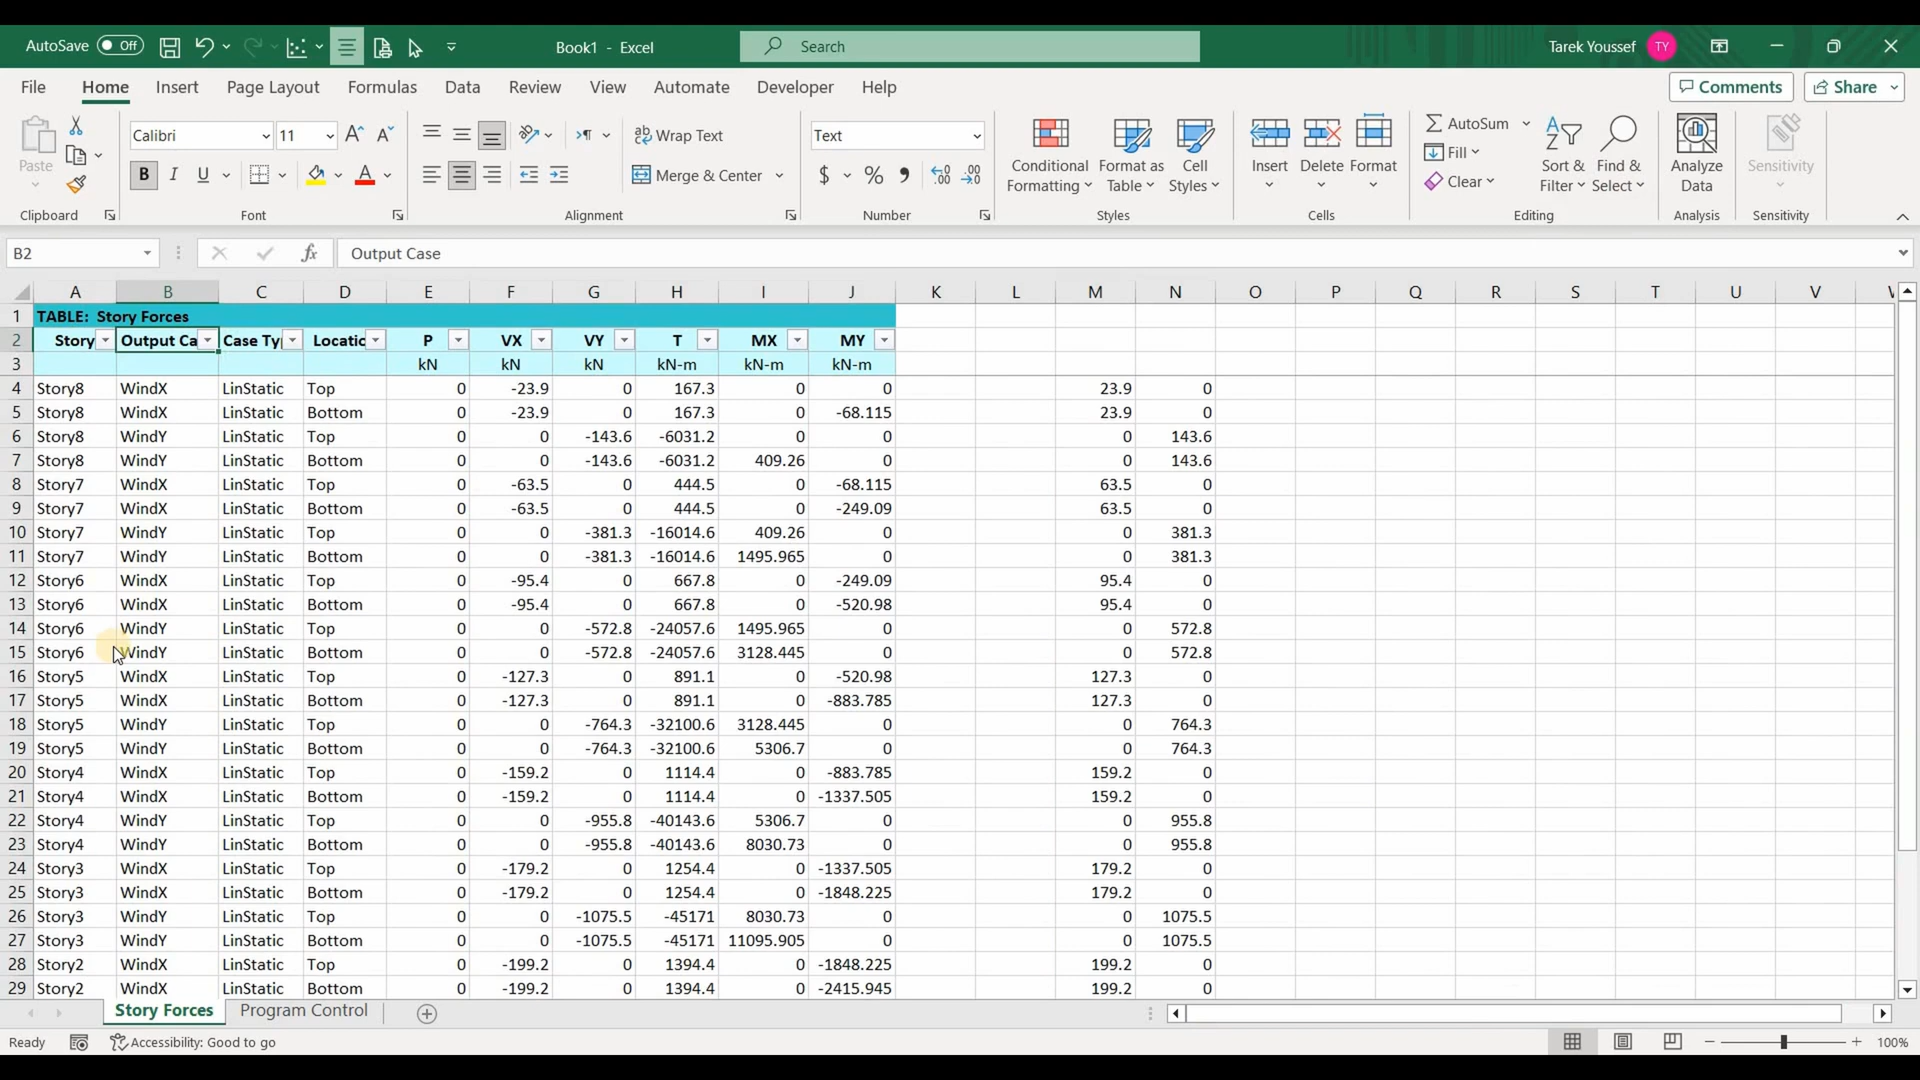 AutoSave Off Book1 - Excel Search Tarek Youssef TY
File Home Insert Page Layout Formulas Data Review View Automate Developer Help Comments Share
Paste Calibri 11 Wrap Text Text Conditional Formatting Format as Table Cell Styles Insert Delete Format AutoSum Sort & Filter Find & Select Analyze Data Sensitivity
B I U A Merge & Center $ % Fill
Clear
Clipboard Font Alignment Number Styles Cells Editing Analysis Sensitivity
B2 fx Output Case
A B C D E F G H I J K L M N O P Q R S T U V
1 TABLE: Story Forces
2 Story Output Ca Case Ty Locatic P VX VY T MX MY
3 kN kN kN kN-m kN-m kN-m
4 Story8 WindX LinStatic Top 0 -23.9 0 167.3 0 0 23.9 0
5 Story8 WindX LinStatic Bottom 0 -23.9 0 167.3 0 -68.115 23.9 0
6 Story8 WindY LinStatic Top 0 0 -143.6 -6031.2 0 0 0 143.6
7 Story8 WindY LinStatic Bottom 0 0 -143.6 -6031.2 409.26 0 0 143.6
8 Story7 WindX LinStatic Top 0 -63.5 0 444.5 0 -68.115 63.5 0
9 Story7 WindX LinStatic Bottom 0 -63.5 0 444.5 0 -249.09 63.5 0
10 Story7 WindY LinStatic Top 0 0 -381.3 -16014.6 409.26 0 0 381.3
11 Story7 WindY LinStatic Bottom 0 0 -381.3 -16014.6 1495.965 0 0 381.3
12 Story6 WindX LinStatic Top 0 -95.4 0 667.8 0 -249.09 95.4 0
13 Story6 WindX LinStatic Bottom 0 -95.4 0 667.8 0 -520.98 95.4 0
14 Story6 WindY LinStatic Top 0 0 -572.8 -24057.6 1495.965 0 0 572.8
15 Story6 WindY LinStatic Bottom 0 0 -572.8 -24057.6 3128.445 0 0 572.8
16 Story5 WindX LinStatic Top 0 -127.3 0 891.1 0 -520.98 127.3 0
17 Story5 WindX LinStatic Bottom 0 -127.3 0 891.1 0 -883.785 127.3 0
18 Story5 WindY LinStatic Top 0 0 -764.3 -32100.6 3128.445 0 0 764.3
19 Story5 WindY LinStatic Bottom 0 0 -764.3 -32100.6 5306.7 0 0 764.3
20 Story4 WindX LinStatic Top 0 -159.2 0 1114.4 0 -883.785 159.2 0
21 Story4 WindX LinStatic Bottom 0 -159.2 0 1114.4 0 -1337.505 159.2 0
22 Story4 WindY LinStatic Top 0 0 -955.8 -40143.6 5306.7 0 0 955.8
23 Story4 WindY LinStatic Bottom 0 0 -955.8 -40143.6 8030.73 0 0 955.8
24 Story3 WindX LinStatic Top 0 -179.2 0 1254.4 0 -1337.505 179.2 0
25 Story3 WindX LinStatic Bottom 0 -179.2 0 1254.4 0 -1848.225 179.2 0
26 Story3 WindY LinStatic Top 0 0 -1075.5 -45171 8030.73 0 0 1075.5
27 Story3 WindY LinStatic Bottom 0 0 -1075.5 -45171 11095.905 0 0 1075.5
28 Story2 WindX LinStatic Top 0 -199.2 0 1394.4 0 -1848.225 199.2 0
29 Story2 WindX LinStatic Bottom 0 -199.2 0 1394.4 0 -2415.945 199.2 0
Story Forces Program Control
Ready Accessibility: Good to go 100%